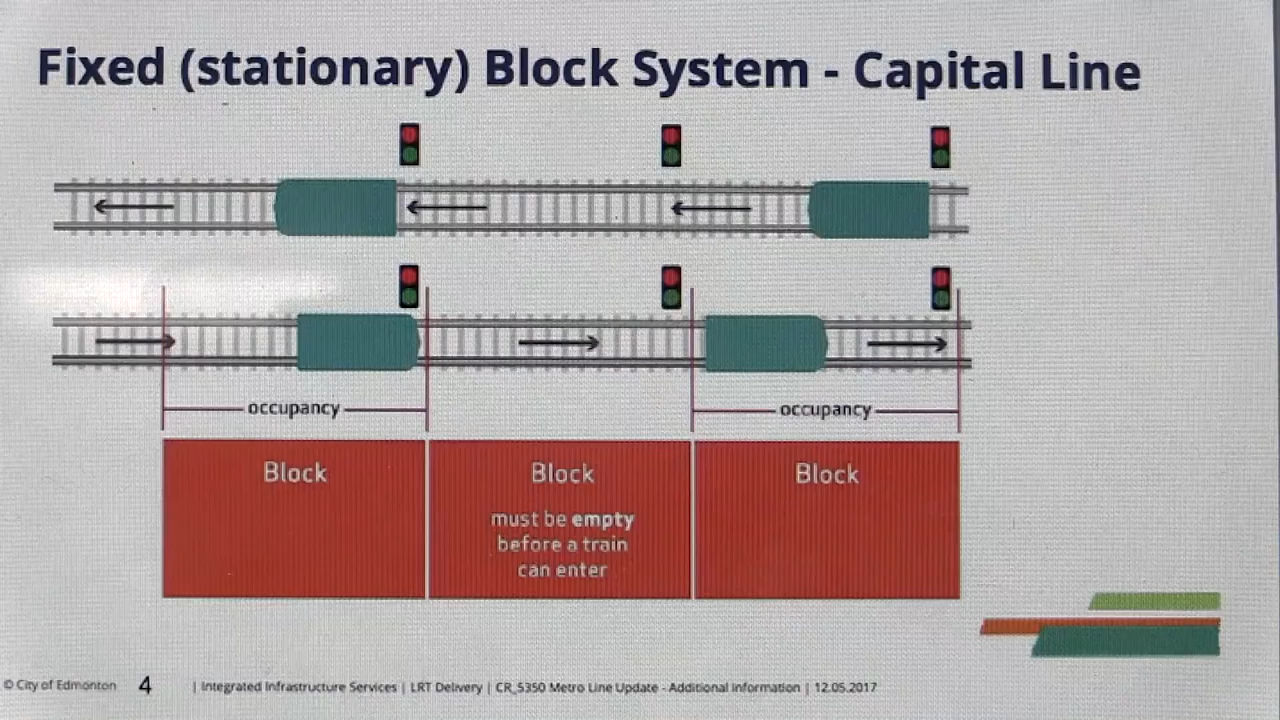 Fixed (stationary) Block System - Capital Line
occupancy
occupancy
Block
Block
must be empty
before a train
can enter
Block
© City of Edmonton 4 | Integrated Infrastructure Services | LRT Delivery | CR_5350 Metro Line Update - Additional Information | 12.05.2017